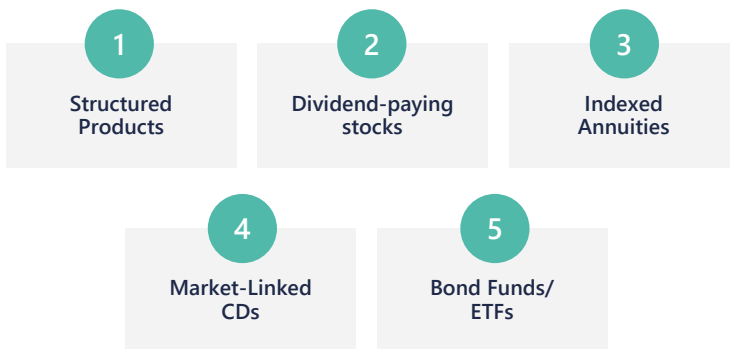 1
Structured
Products
2
Dividend-paying
stocks
3
Indexed
Annuities
4
Market-Linked
CDs
5
Bond Funds/
ETFs